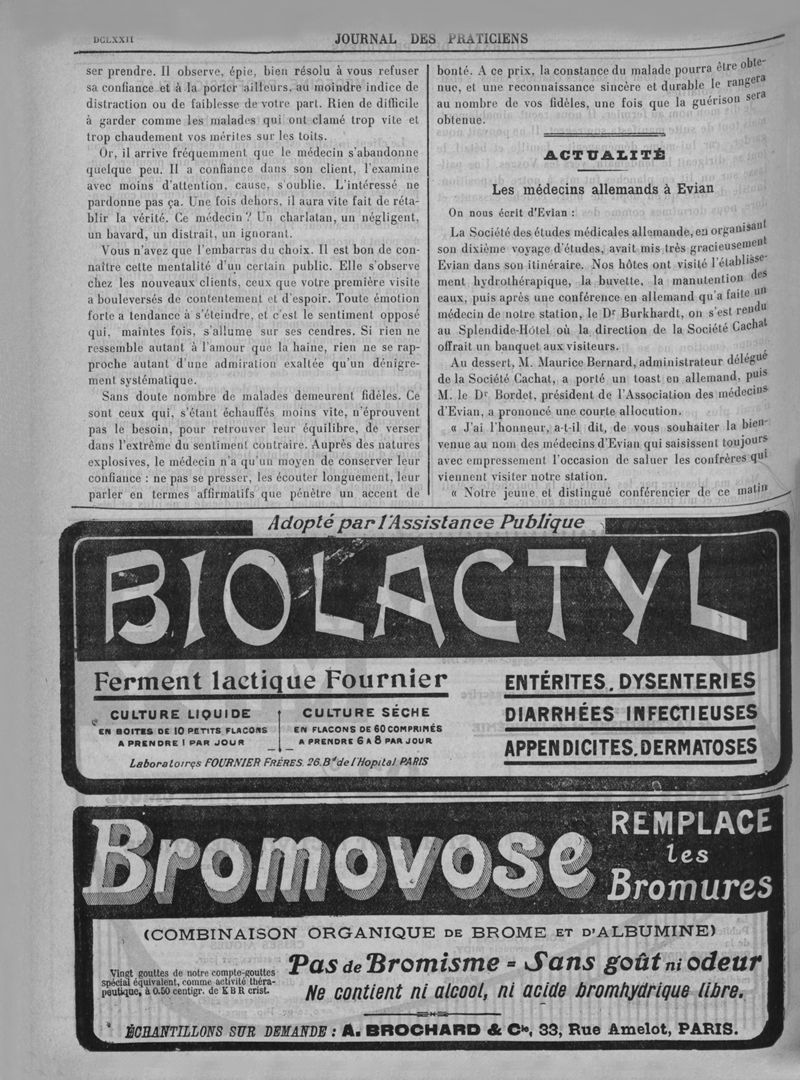 DCLXXII
JOURNAL DES PRATICIENS
ser prendre. Il observe, épie, bien résolu à vous refuser
sa confiance et à la porter ailleurs, au moindre indice de
distraction ou de faiblesse de votre part. Rien de difficile
à garder comme les malades qui ont clamé trop vite et
trop chaudement vos mérites sur les toits.
Or, il arrive fréquemment que le médecin s'abandonne
quelque peu. Il a confiance dans son client, l'examine
avec moins d'attention, cause, s'oublie. L'intéressé ne
pardonne pas ça. Une fois dehors, il aura vite fait de réta-
blir la vérité. Ce médecin ? Un charlatan, un négligent,
un bavard, un distrait, un ignorant.
Vous n'avez que l'embarras du choix. Il est bon de con-
naître cette mentalité d'un certain public. Elle s'observe
chez les nouveaux clients, ceux que votre première visite
a bouleversés de contentement et d'espoir. Toute émotion
forte a tendance à s'éteindre, et c'est le sentiment opposé
qui, maintes fois, s'allume sur ses cendres. Si rien ne
ressemble autant à l'amour que la haine, rien ne se rap-
proche autant d'une admiration exaltée qu'un dénigre-
ment systématique.
Sans doute nombre de malades demeurent fidèles. Ce
sont ceux qui, s'étant échauffés moins vite, n'éprouvent
pas le besoin, pour retrouver leur équilibre, de verser
dans l'extrême du sentiment contraire. Auprès des natures
explosives, le médecin n'a qu'un moyen de conserver leur
confiance : ne pas se presser, les écouter longuement, leur
parler en termes affirmatifs que pénètre un accent de
bonté. A ce prix, la constance du malade pourra être obte-
nue, et une reconnaissance sincère et durable le rangera
au nombre de vos fidèles, une fois que la guérison sera
obtenue.
ACTUALITÉ
Les médecins allemands à Evian
On nous écrit d'Evian :
La Société des études médicales allemande, en organisant
son dixième voyage d'études, avait mis très gracieusement
Evian dans son itinéraire. Nos hôtes ont visité l'établisse-
ment hydrothérapique, la buvette, la manutention des
eaux, puis après une conférence en allemand qu'a faite un
médecin de notre station, le Dr Burkhardt, on s'est rendu
au Splendide-Hôtel où la direction de la Société Cachat
offrait un banquet aux visiteurs.
Au dessert, M. Maurice Bernard, administrateur délégué
de la Société Cachat, a porté un toast en allemand, puis
M. le Dr Bordet, président de l'Association des médecins
d'Evian, a prononcé une courte allocution.
« J'ai l'honneur, a-t-il dit, de vous souhaiter la bien-
venue au nom des médecins d'Evian qui saisissent toujours
avec empressement l'occasion de saluer les confrères qui
viennent visiter notre station.
« Notre jeune et distingué conférencier de ce matin
Adopté par l'Assistance Publique
BIOLACTYL
Ferment lactique Fournier
CULTURE LIQUIDE
EN BOITES DE 10 PETITS FLACONS
A PRENDRE 1 PAR JOUR
CULTURE SÉCHE
EN FLACONS DE 60 COMPRIMÉS
A PRENDRE 6 A 8 PAR JOUR
Laboratoires FOURNIER FRÈRES. 26. Bd de l'Hopital PARIS
ENTÉRITES. DYSENTERIES
DIARRHÉES INFECTIEUSES
APPENDICITES. DERMATOSES
Bromovose
REMPLACE
les
Bromures
(COMBINAISON ORGANIQUE DE BROME ET D'ALBUMINE)
Vingt gouttes de notre compte-gouttes
spécial équivalent, comme activité théra-
peutique, à 0.50 centigr. de K B R crist.
Pas de Bromisme = Sans goût ni odeur
Ne contient ni alcool, ni acide bromhydrique libre.
ÉCHANTILLONS SUR DEMANDE : A. BROCHARD & Cie, 33, Rue Amelot, PARIS.